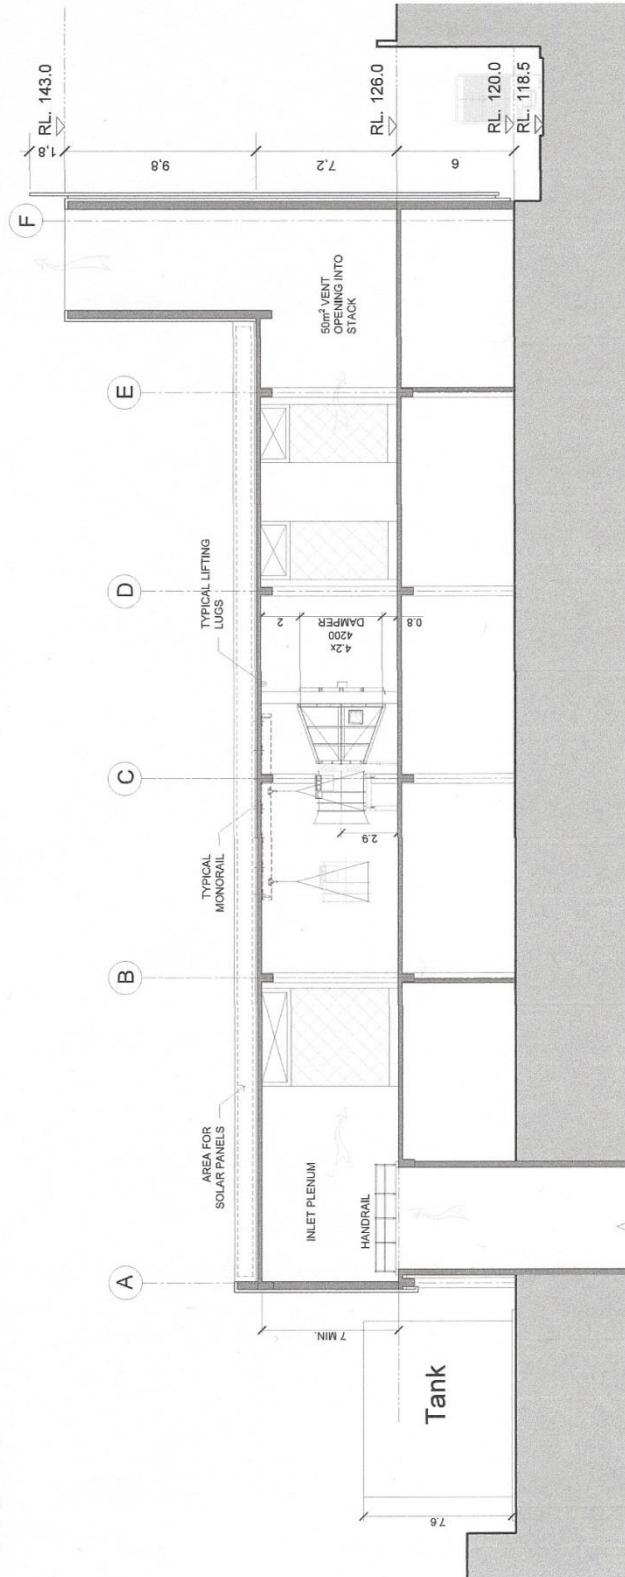 A
B
C
D
E
F
AREA FOR
SOLAR PANELS
TYPICAL
MONORAIL
TYPICAL LIFTING
LUGS
INLET PLENUM
HANDRAIL
7 MIN.
Tank
7.6
2.9
2
4.2x
4200
DAMPER
0.8
50m² VENT
OPENING INTO
STACK
1,8
9,8
7,2
6
RL. 143.0
RL. 126.0
RL. 120.0
RL. 118.5